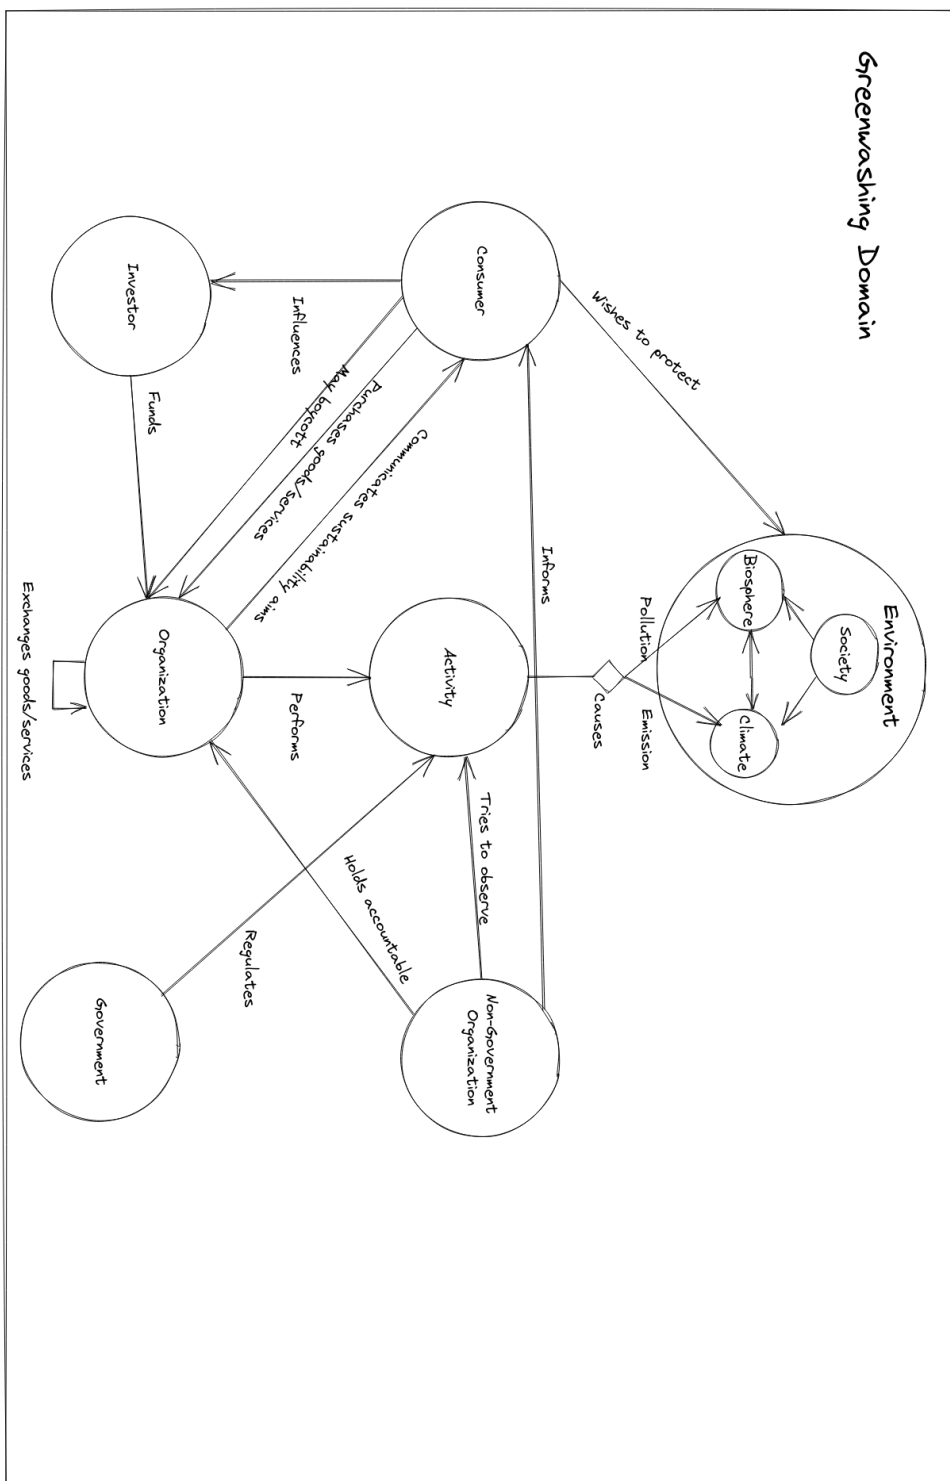 Greenwashing Domain
Environment
Society
Biosphere
Climate
Wishes to protect
Pollution
Emission
Causes
Informs
Consumer
Activity
Tries to observe
Non-Government
Organization
Communicates sustainability aims
Purchases goods/services
May boycott
Influences
Performs
Holds accountable
Regulates
Investor
Funds
Organization
Government
Exchanges goods/services